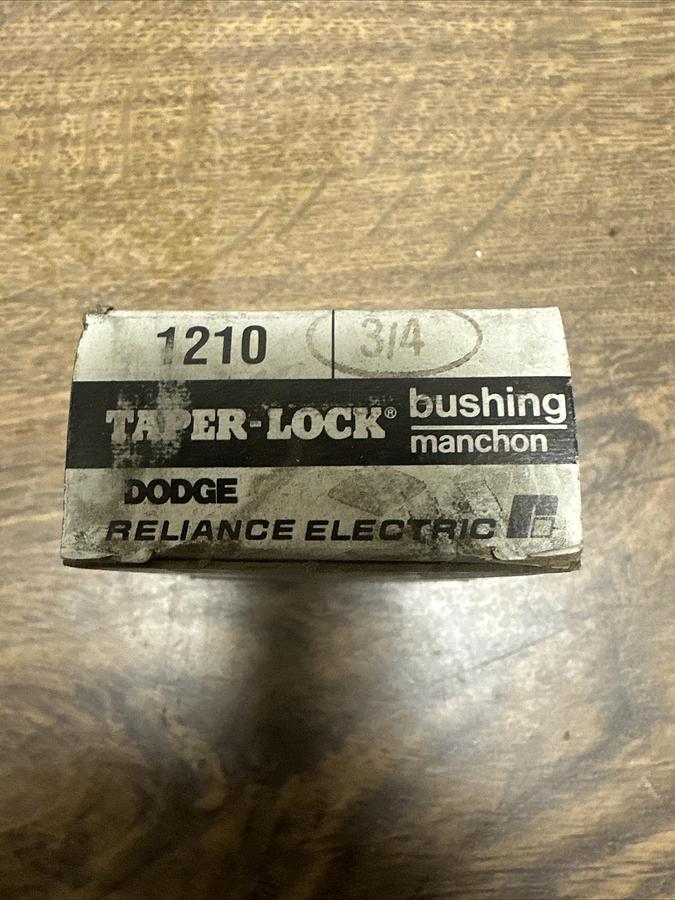 1210 3/4
TAPER-LOCK® bushing
manchon
DODGE
RELIANCE ELECTRIC